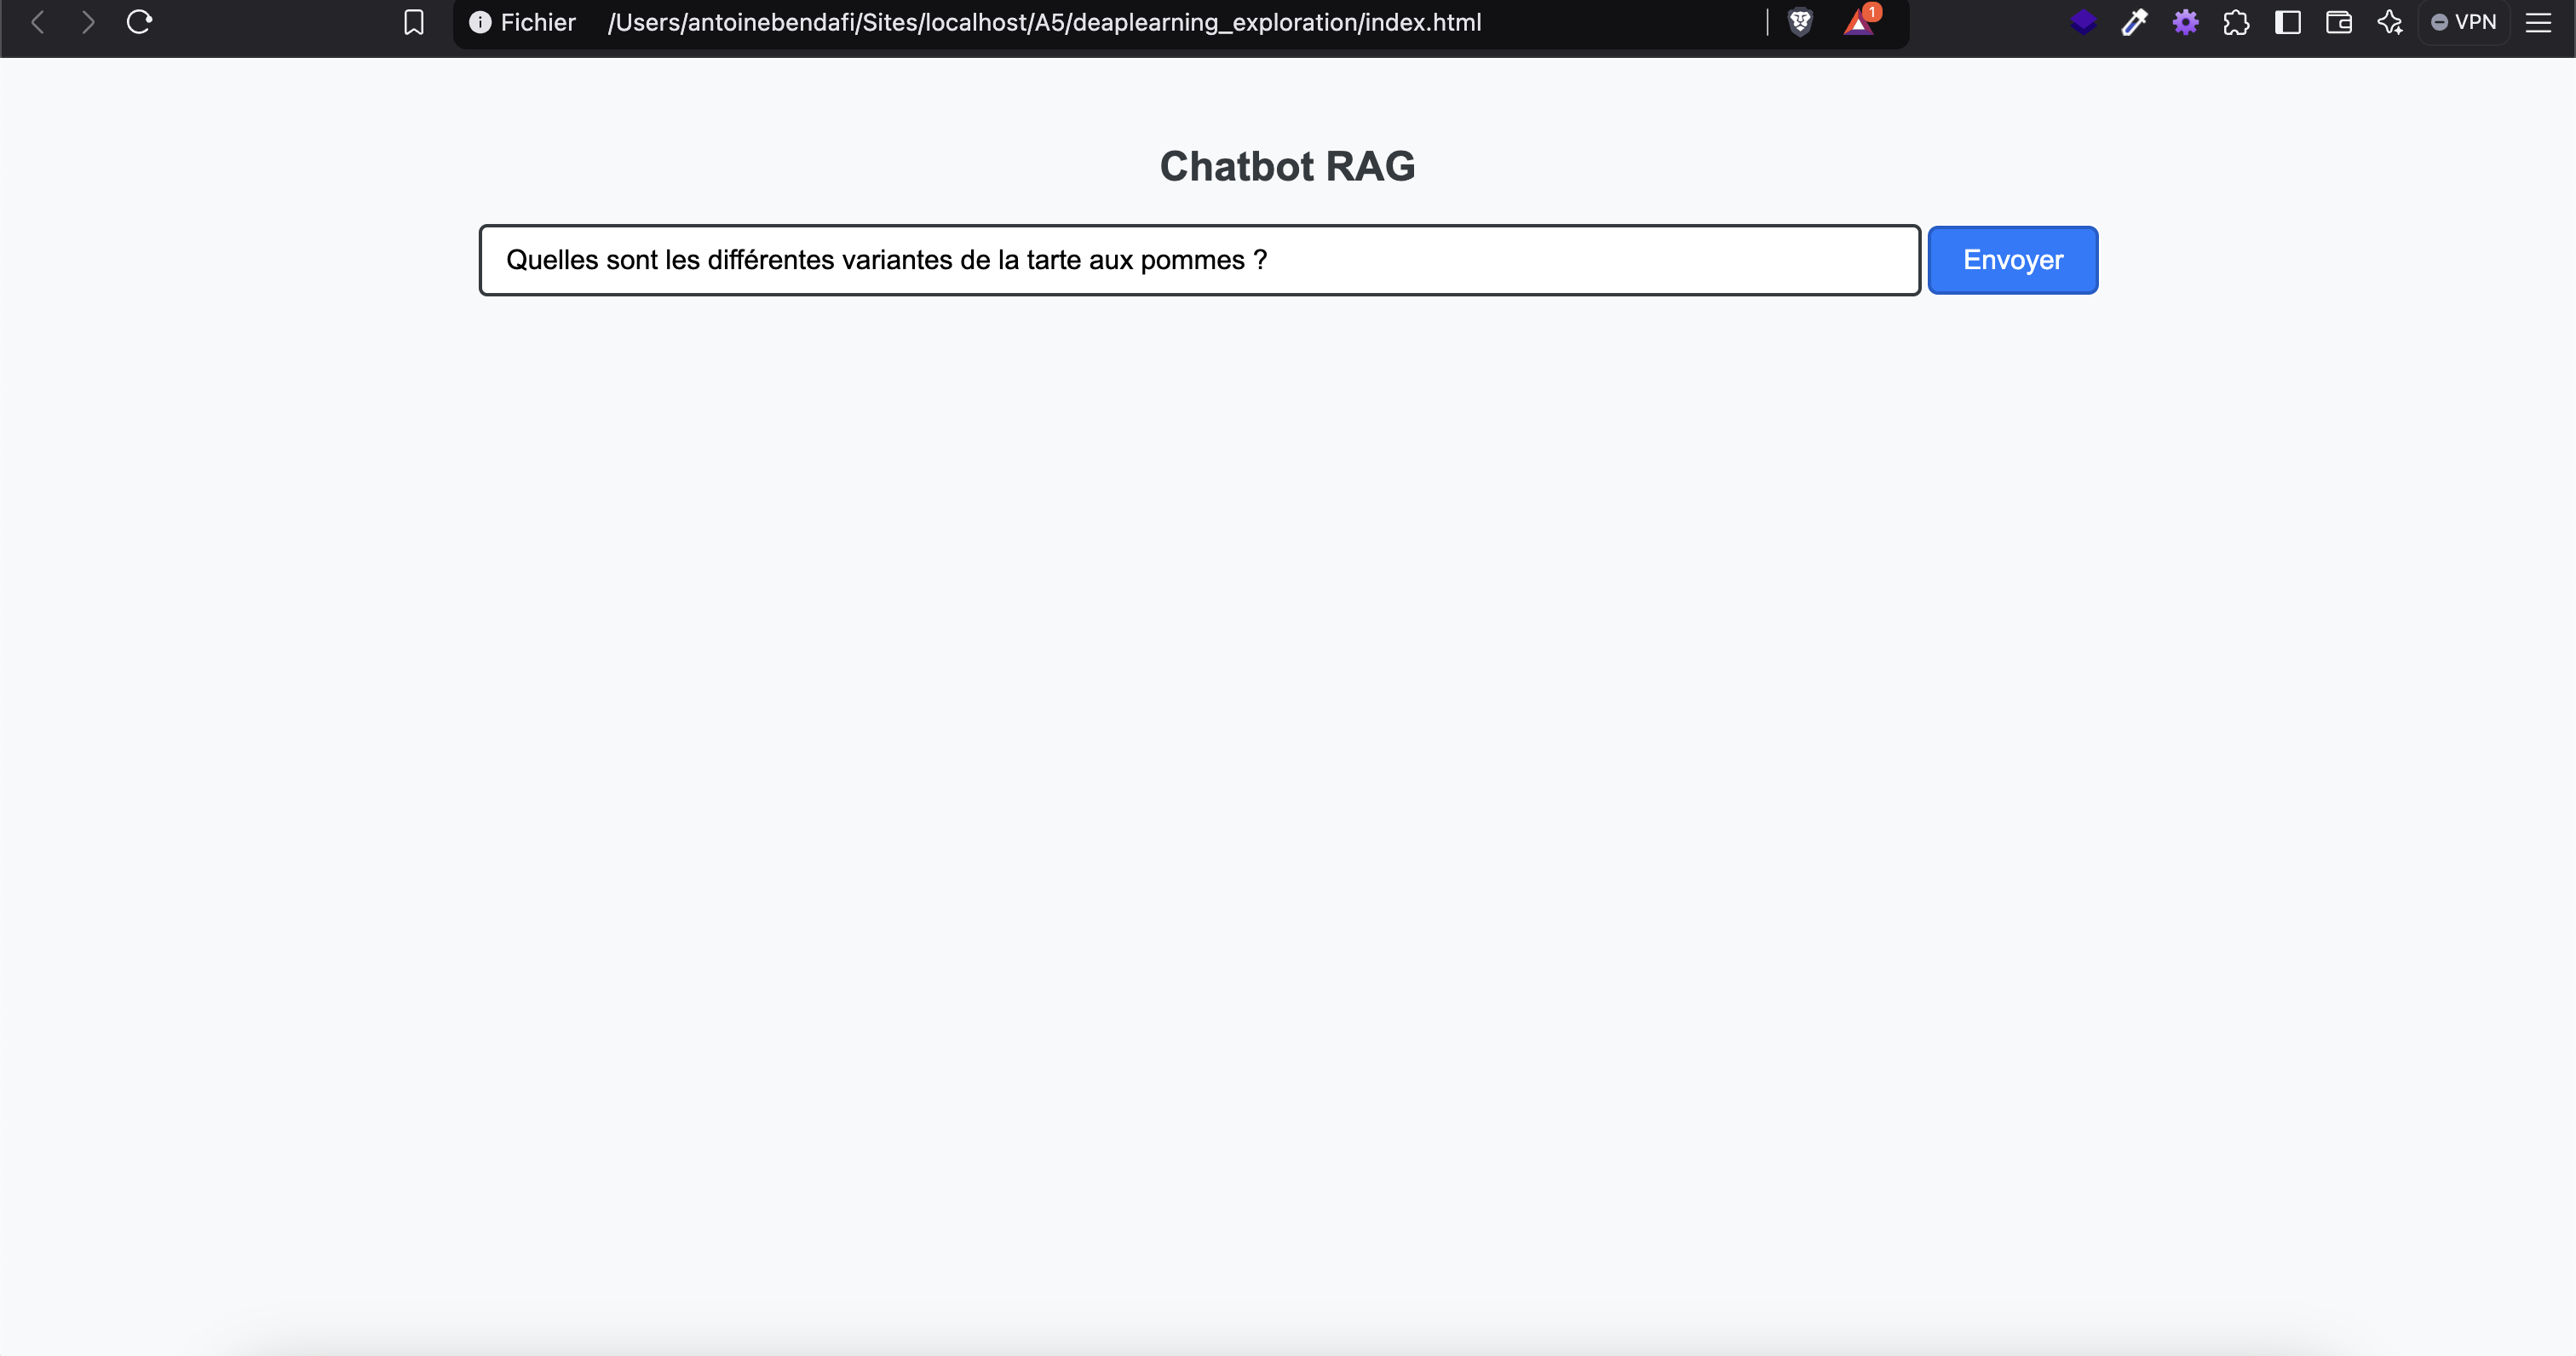 Fichier /Users/antoinebendafi/Sites/localhost/A5/deaplearning_exploration/index.html
1
VPN
Chatbot RAG
Quelles sont les différentes variantes de la tarte aux pommes ?
Envoyer